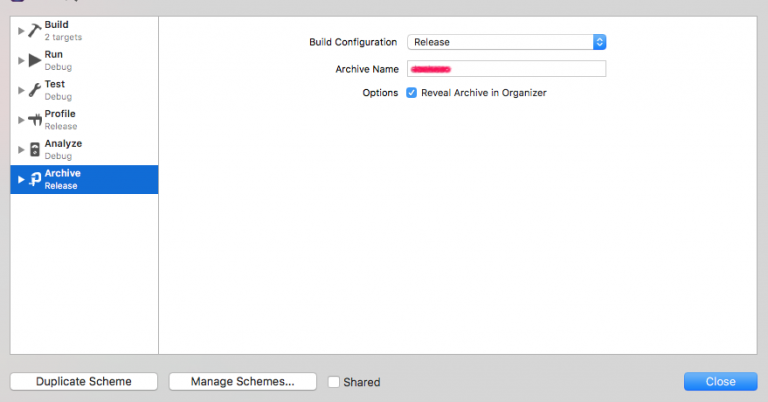 Build
2 targets
Run
Debug
Test
Debug
Profile
Release
Analyze
Debug
Archive
Release
Build Configuration Release
Archive Name
Options Reveal Archive in Organizer
Duplicate Scheme Manage Schemes... Shared Close